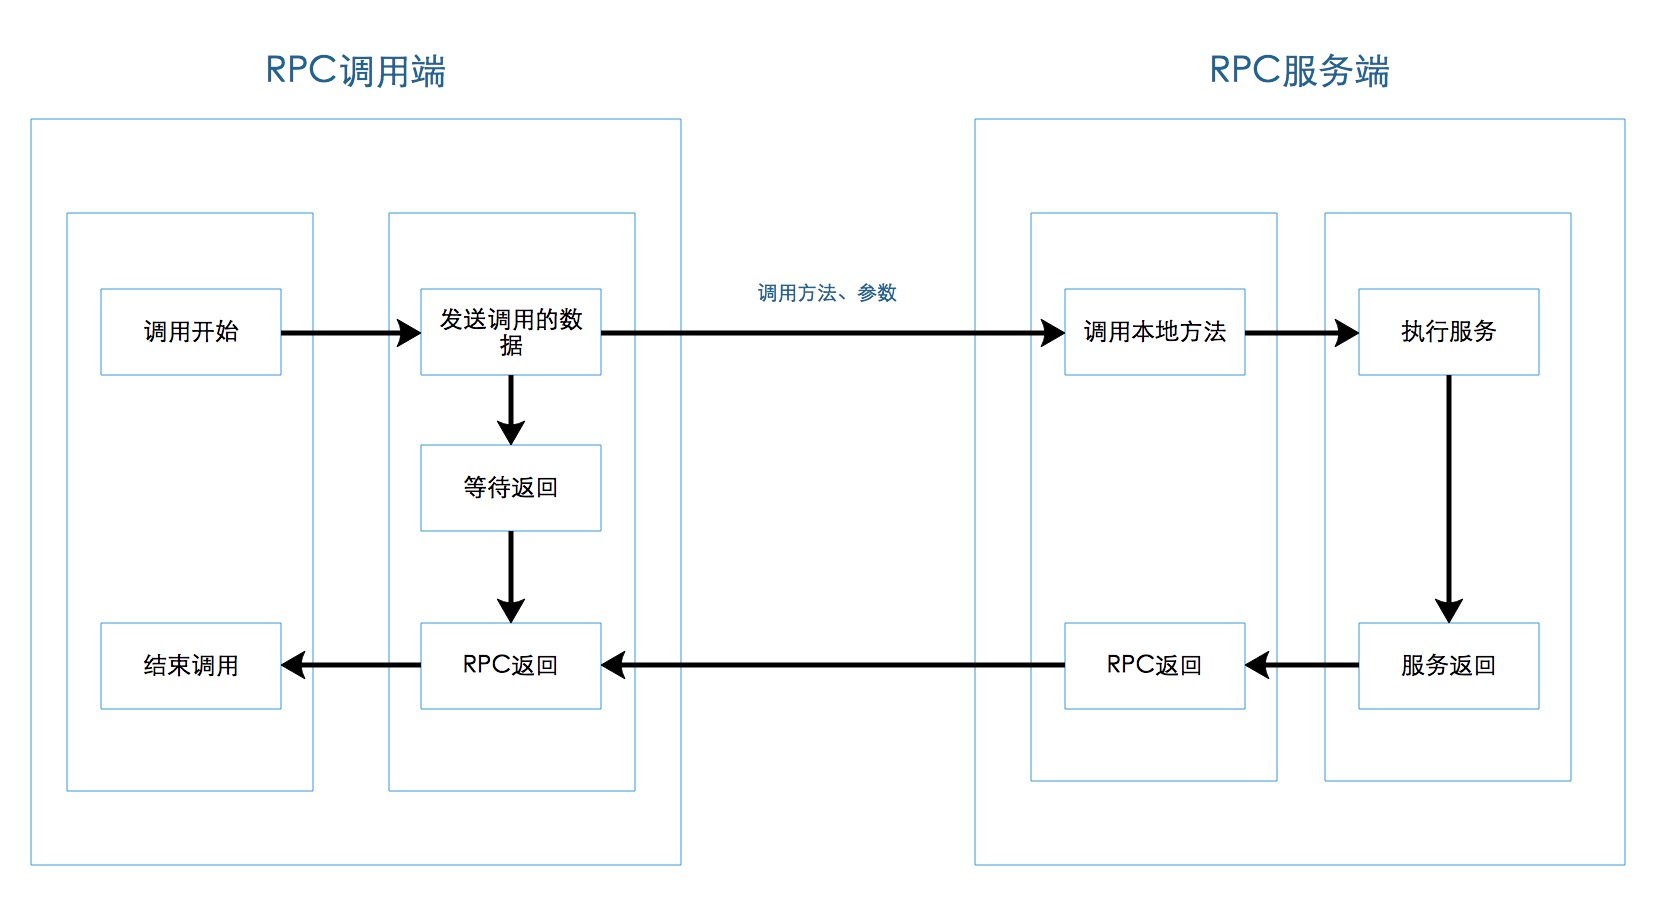 RPC调用端
RPC服务端
调用方法、参数
调用开始
发送调用的数
据
调用本地方法
执行服务
等待返回
结束调用
RPC返回
RPC返回
服务返回